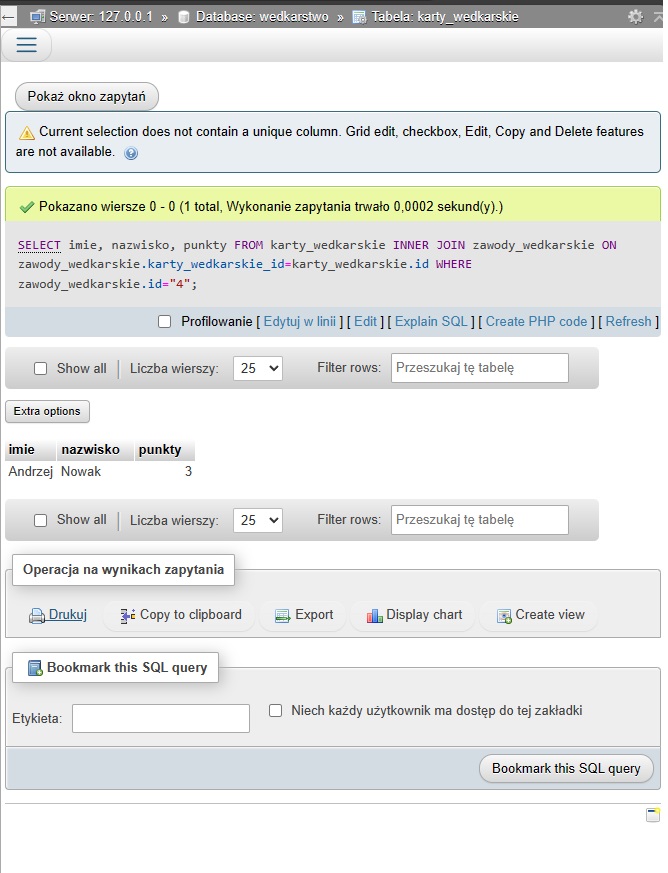 Serwer: 127.0.0.1 » Database: wedkarstwo » Tabela: karty_wedkarskie
Pokaż okno zapytań
Current selection does not contain a unique column. Grid edit, checkbox, Edit, Copy and Delete features
are not available.
Pokazano wiersze 0 - 0 (1 total, Wykonanie zapytania trwało 0,0002 sekund(y).)
SELECT imie, nazwisko, punkty FROM karty_wedkarskie INNER JOIN zawody_wedkarskie ON
zawody_wedkarskie.karty_wedkarskie_id=karty_wedkarskie.id WHERE
zawody_wedkarskie.id="4";
Profilowanie [ Edytuj w linii ] [ Edit ] [ Explain SQL ] [ Create PHP code ] [ Refresh ]
Show all | Liczba wierszy: 25 Filter rows: Przeszukaj tę tabelę
Extra options
imie nazwisko punkty
Andrzej Nowak 3
Show all | Liczba wierszy: 25 Filter rows: Przeszukaj tę tabelę
Operacja na wynikach zapytania
Drukuj Copy to clipboard Export Display chart Create view
Bookmark this SQL query
Etykieta: Niech każdy użytkownik ma dostęp do tej zakładki
Bookmark this SQL query